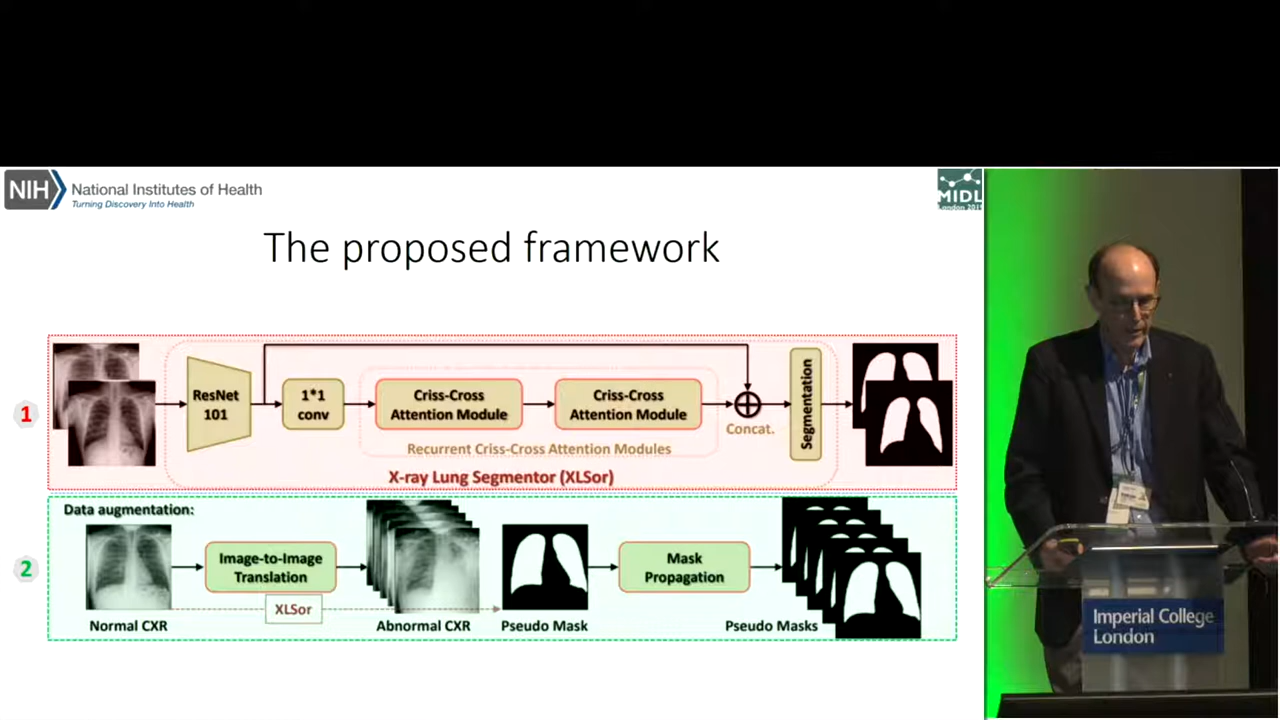 NIH
National Institutes of Health
Turning Discovery Into Health
MIDL
The proposed framework
1
ResNet
101
1*1
conv
Criss-Cross
Attention Module
Criss-Cross
Attention Module
Recurrent Criss-Cross Attention Modules
Concat.
Segmentation
X-ray Lung Segmentor (XLSor)
2
Data augmentation:
Image-to-Image
Translation
XLSor
Mask
Propagation
Normal CXR
Abnormal CXR
Pseudo Mask
Pseudo Masks
Imperial College
London